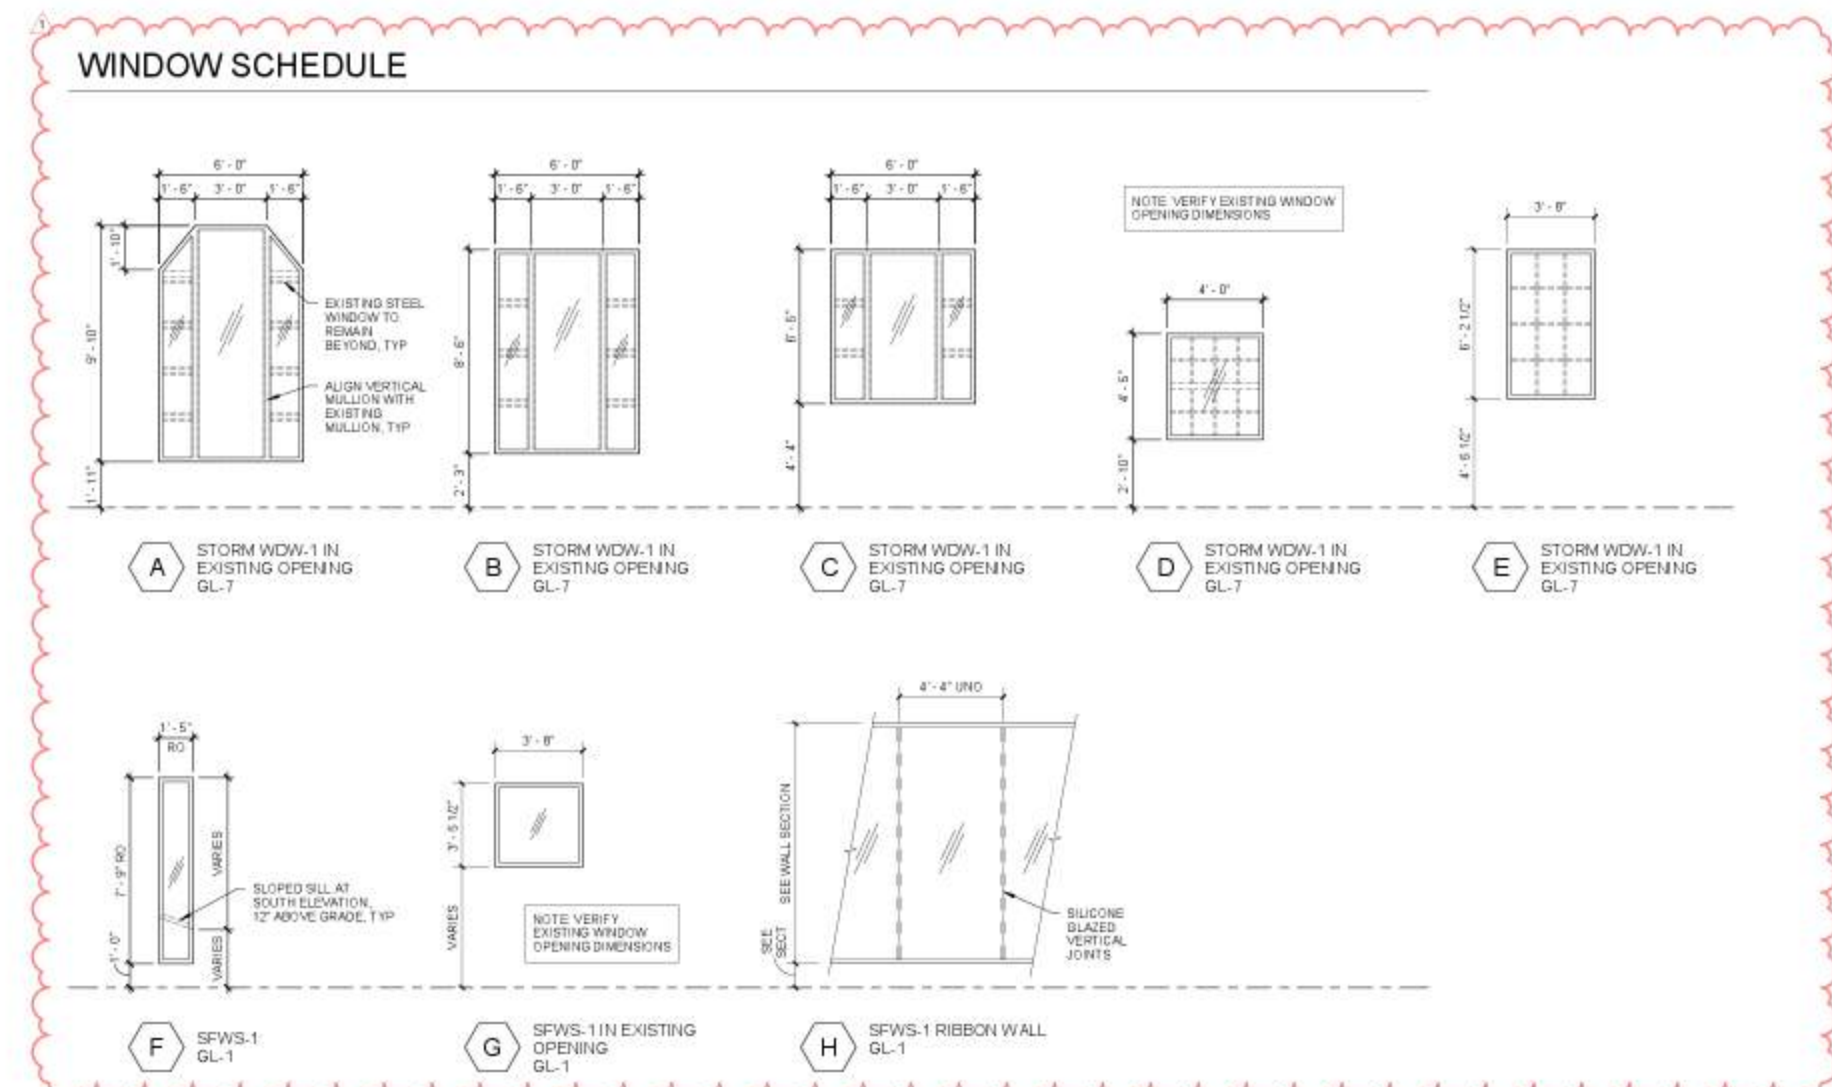 1
WINDOW SCHEDULE
6' - 0"
1' - 6" 3' - 0" 1' - 6"
1' - 10"
9' - 10"
1' - 11"
EXISTING STEEL
WINDOW TO
REMAIN
BEYOND, TYP
ALIGN VERTICAL
MULLION WITH
EXISTING
MULLION, TYP
6' - 0"
1' - 6" 3' - 0" 1' - 6"
8' - 6"
2' - 3"
6' - 0"
1' - 6" 3' - 0" 1' - 6"
6' - 5"
4' - 4"
NOTE: VERIFY EXISTING WINDOW
OPENING DIMENSIONS
4' - 0"
4' - 5"
2' - 10"
3' - 8"
6' - 2 1/2"
4' - 6 1/2"
A
STORM WDW-1 IN
EXISTING OPENING
GL-7
B
STORM WDW-1 IN
EXISTING OPENING
GL-7
C
STORM WDW-1 IN
EXISTING OPENING
GL-7
D
STORM WDW-1 IN
EXISTING OPENING
GL-7
E
STORM WDW-1 IN
EXISTING OPENING
GL-7
1' - 5"
RO
7' - 9" RO
1' - 0"
VARIES
VARIES
SLOPED SILL AT
SOUTH ELEVATION,
12" ABOVE GRADE, TYP
3' - 8"
3' - 5 1/2"
VARIES
NOTE: VERIFY
EXISTING WINDOW
OPENING DIMENSIONS
4' - 4" UNO
SEE WALL SECTION
SEE
SECT
SILICONE
GLAZED
VERTICAL
JOINTS
F
SFWS-1
GL-1
G
SFWS-1 IN EXISTING
OPENING
GL-1
H
SFWS-1 RIBBON WALL
GL-1